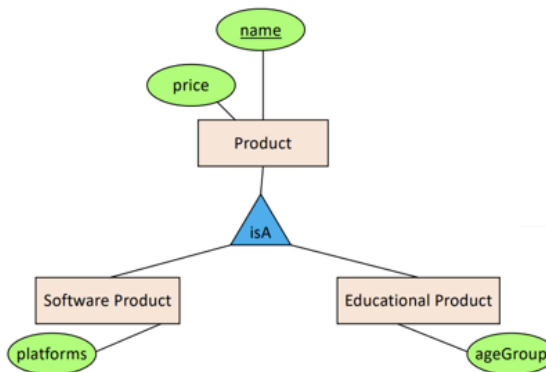 name
price
Product
isA
Software Product
Educational Product
platforms
ageGroup